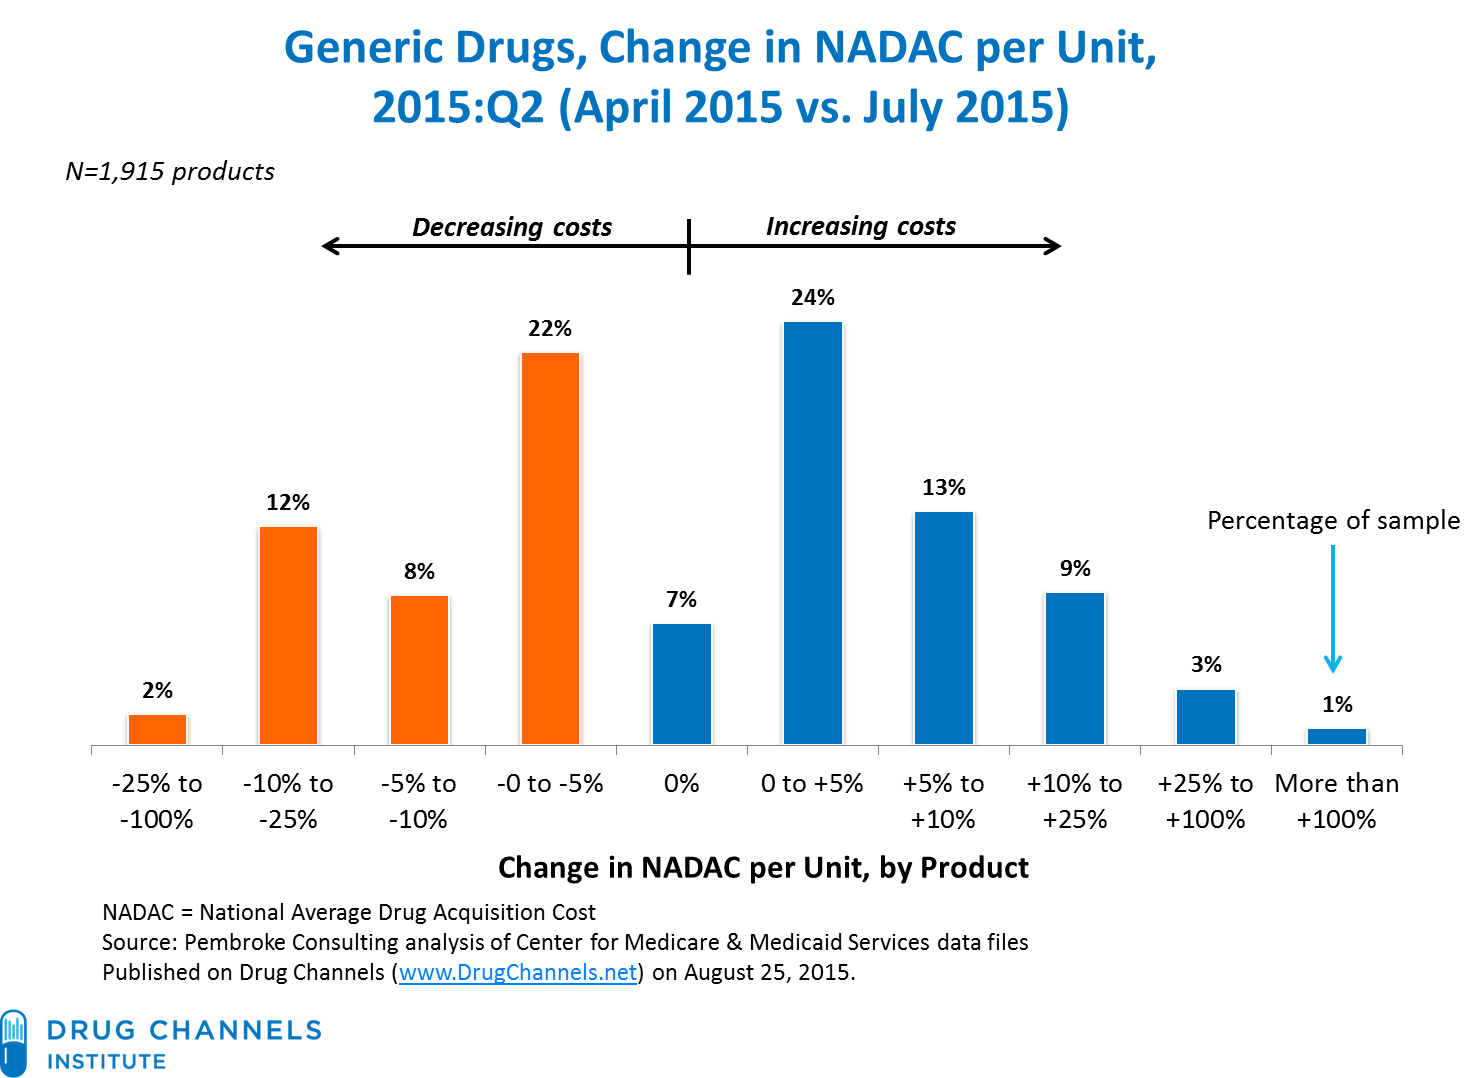 Generic Drugs, Change in NADAC per Unit,
2015:Q2 (April 2015 vs. July 2015)
N=1,915 products
Decreasing costs
Increasing costs
24%
22%
12%
13%
Percentage of sample
8%
9%
7%
3%
2%
1%
-25% to
-100%
-10% to
-25%
-5% to
-10%
-0 to -5%
0%
0 to +5%
+5% to
+10%
+10% to
+25%
+25% to
+100%
More than
+100%
Change in NADAC per Unit, by Product
NADAC = National Average Drug Acquisition Cost
Source: Pembroke Consulting analysis of Center for Medicare & Medicaid Services data files
Published on Drug Channels (www.DrugChannels.net) on August 25, 2015.
DRUG CHANNELS
INSTITUTE